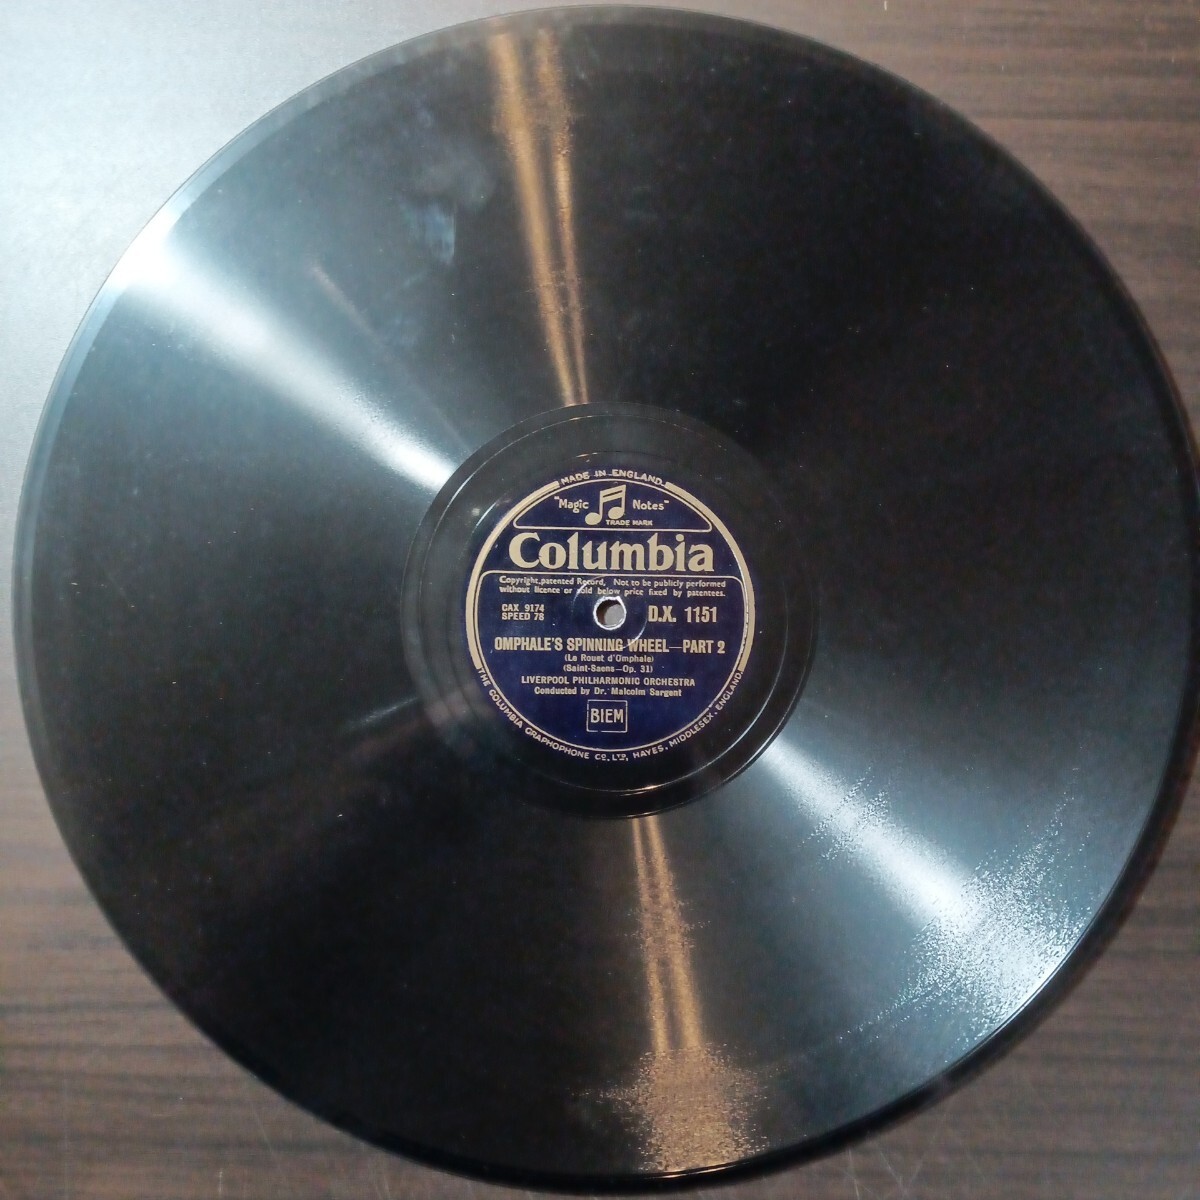 MADE IN ENGLAND
"Magic Notes"
TRADE MARK
Columbia
Copyright, patented Record, Not to be publicly performed
without licence or sold below price fixed by patentees.
CAX 9174
SPEED 78
D.X. 1151
OMPHALE'S SPINNING WHEEL—PART 2
(Le Rouet d'Omphale)
(Saint-Saens—Op. 31)
LIVERPOOL PHILHARMONIC ORCHESTRA
Conducted by Dr. Malcolm Sargent
BIEM
THE COLUMBIA GRAPHOPHONE CO. LTD, HAYES, MIDDLESEX, ENGLAND.